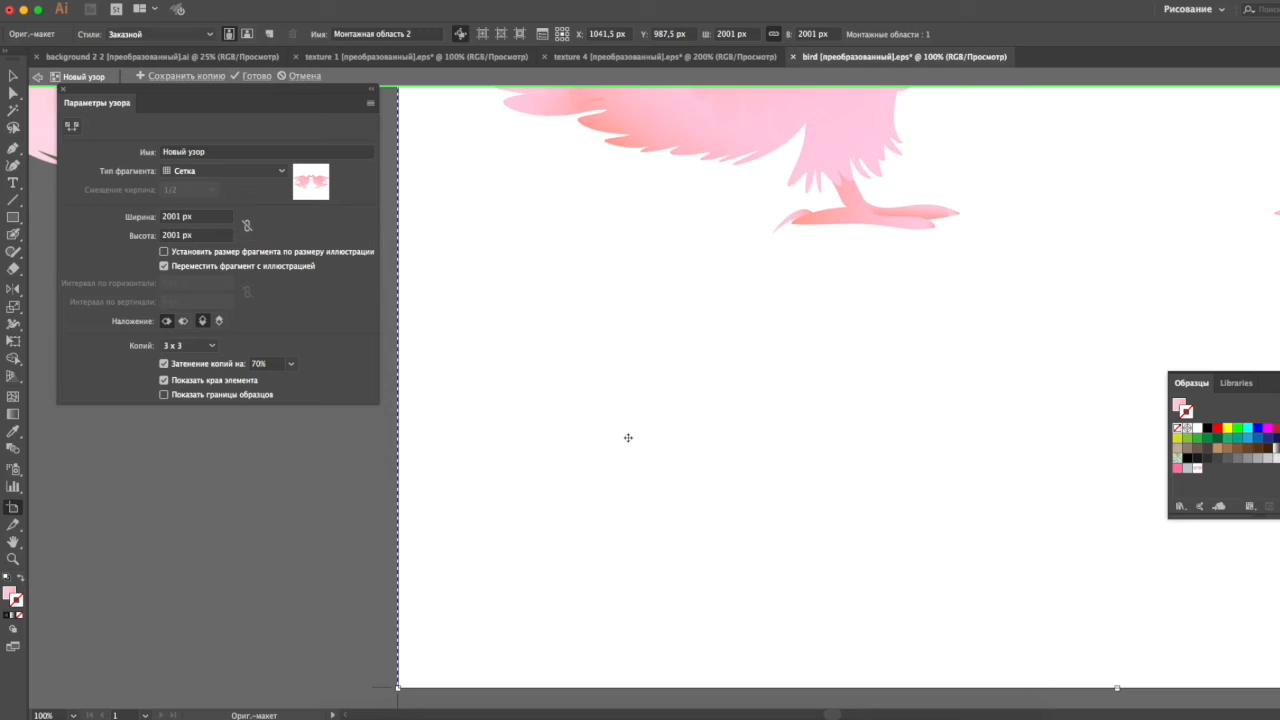 Ai Br St Рисование Поиск
Ориг.-макет Стили: Заказной Имя: Монтажная область 2 X: 1041,5 px Y: 987,5 px Ш: 2001 px В: 2001 px Монтажные области : 1
× background 2 2 [преобразованный].ai @ 25% (RGB/Просмотр) × texture 1 [преобразованный].eps* @ 100% (RGB/Просмотр) × texture 4 [преобразованный].eps* @ 200% (RGB/Просмотр) × bird [преобразованный].eps* @ 100% (RGB/Просмотр)
Новый узор + Сохранить копию Готово Отмена
Параметры узора
Имя: Новый узор
Тип фрагмента: Сетка
Смещение кирпича: 1/2
Ширина: 2001 px
Высота: 2001 px
Установить размер фрагмента по размеру иллюстрации
Переместить фрагмент с иллюстрацией
Интервал по горизонтали:
Интервал по вертикали:
Наложение:
Копий: 3 x 3
Затенение копий на: 70%
Показать края элемента
Показать границы образцов
Образцы Libraries
100% 1 Ориг.-макет